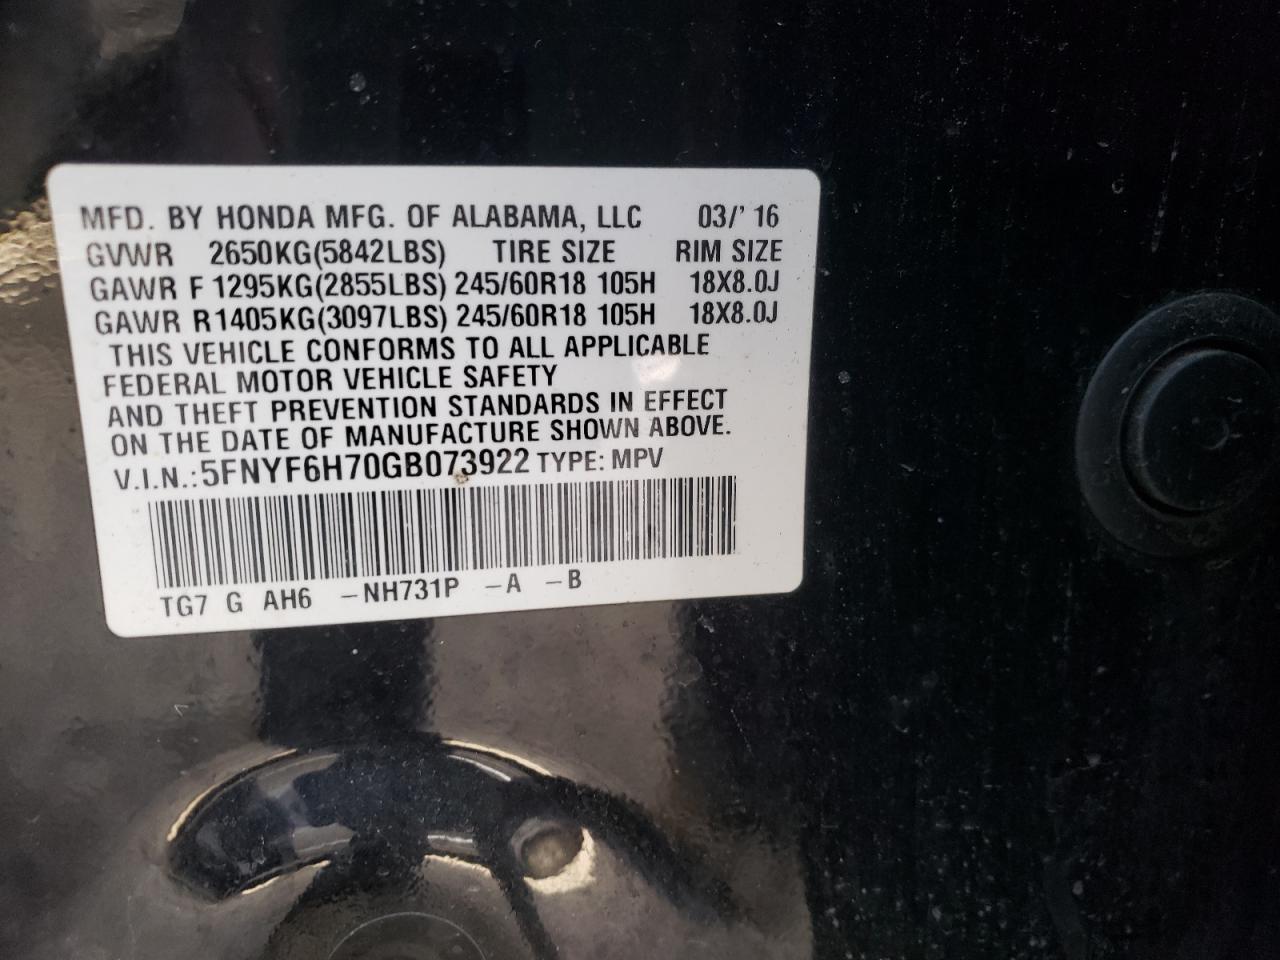 MFD. BY HONDA MFG. OF ALABAMA, LLC 03/' 16
GVWR 2650KG(5842LBS) TIRE SIZE RIM SIZE
GAWR F 1295KG(2855LBS) 245/60R18 105H 18X8.0J
GAWR R1405KG(3097LBS) 245/60R18 105H 18X8.0J
THIS VEHICLE CONFORMS TO ALL APPLICABLE
FEDERAL MOTOR VEHICLE SAFETY
AND THEFT PREVENTION STANDARDS IN EFFECT
ON THE DATE OF MANUFACTURE SHOWN ABOVE.
V.I.N.:5FNYF6H70GB073922 TYPE: MPV
TG7 G AH6 –NH731P –A –B